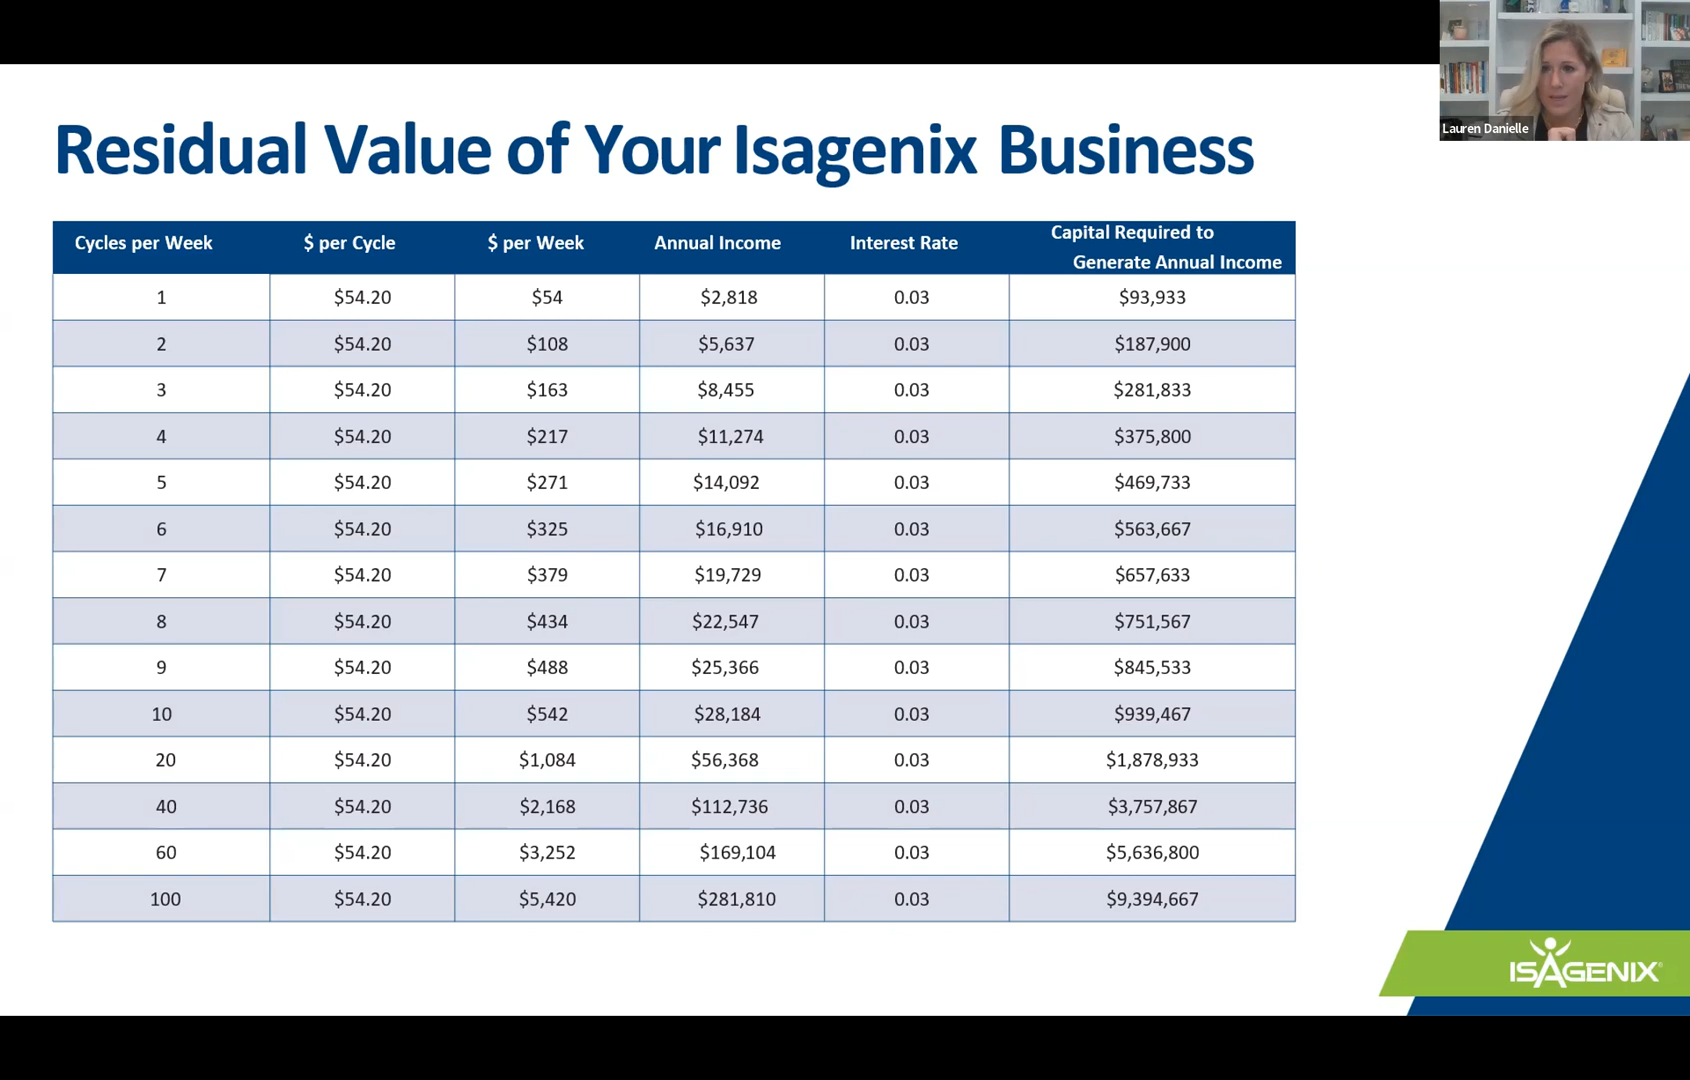 Lauren Danielle
Residual Value of Your Isagenix Business
Cycles per Week $ per Cycle $ per Week Annual Income Interest Rate Capital Required to
Generate Annual Income
1 $54.20 $54 $2,818 0.03 $93,933
2 $54.20 $108 $5,637 0.03 $187,900
3 $54.20 $163 $8,455 0.03 $281,833
4 $54.20 $217 $11,274 0.03 $375,800
5 $54.20 $271 $14,092 0.03 $469,733
6 $54.20 $325 $16,910 0.03 $563,667
7 $54.20 $379 $19,729 0.03 $657,633
8 $54.20 $434 $22,547 0.03 $751,567
9 $54.20 $488 $25,366 0.03 $845,533
10 $54.20 $542 $28,184 0.03 $939,467
20 $54.20 $1,084 $56,368 0.03 $1,878,933
40 $54.20 $2,168 $112,736 0.03 $3,757,867
60 $54.20 $3,252 $169,104 0.03 $5,636,800
100 $54.20 $5,420 $281,810 0.03 $9,394,667
ISAGENIX®